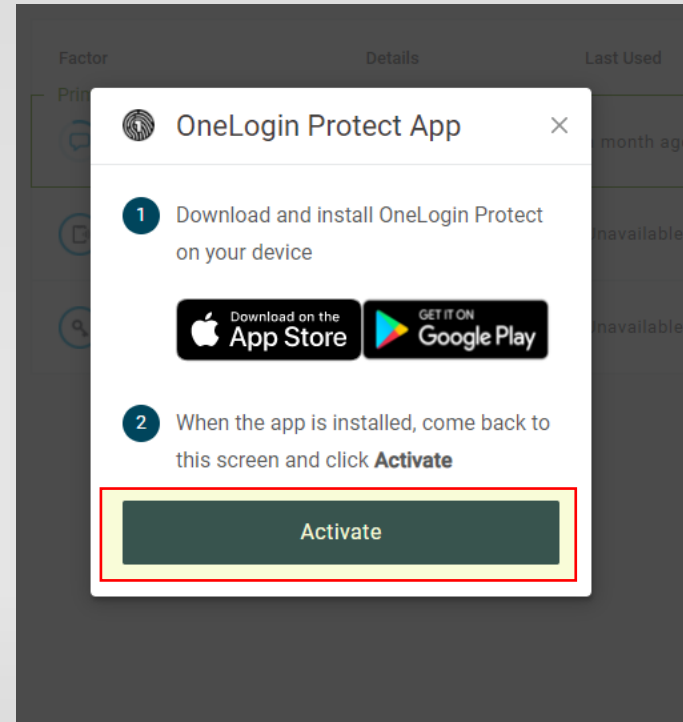 Factor Details Last Used
OneLogin Protect App
month ago
1 Download and install OneLogin Protect
on your device
Download on the
App Store
GET IT ON
Google Play
2 When the app is installed, come back to
this screen and click Activate
Activate